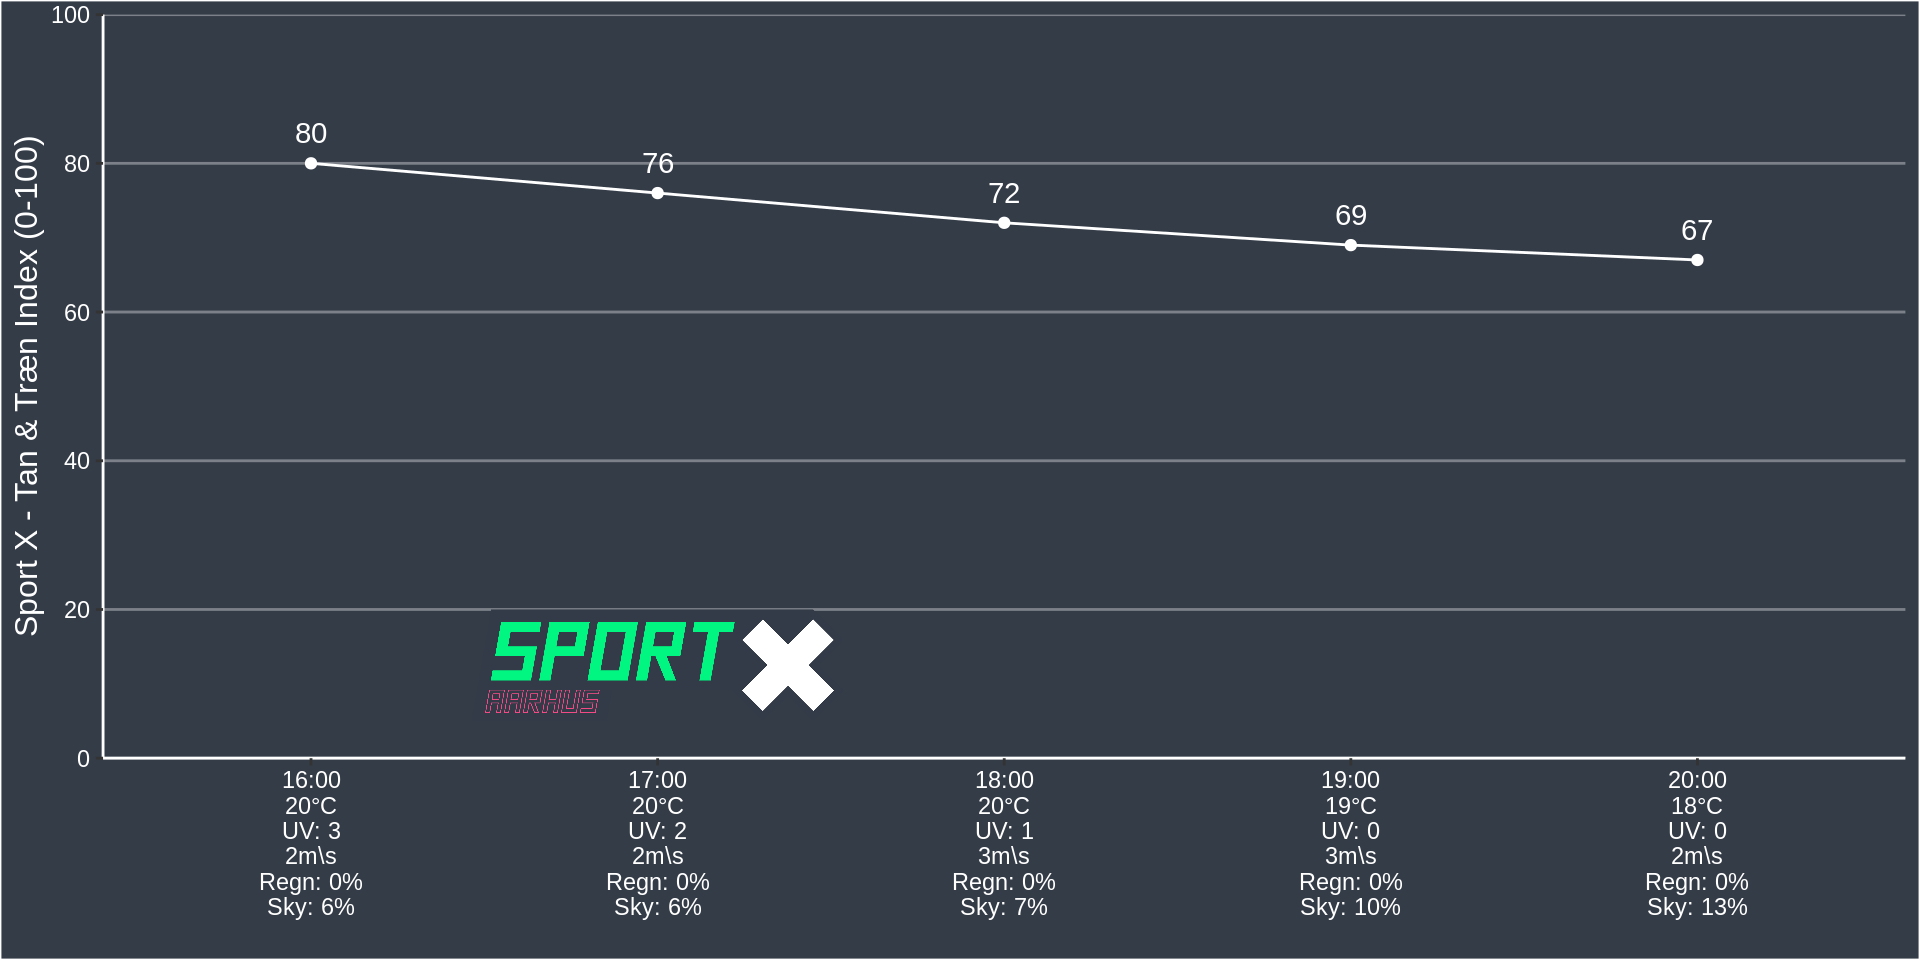 Sport X - Tan & Træn Index (0-100)
100
80
60
40
20
0
80
76
72
69
67
SPORT X
AARHUS
16:00
20°C
UV: 3
2m\s
Regn: 0%
Sky: 6%
17:00
20°C
UV: 2
2m\s
Regn: 0%
Sky: 6%
18:00
20°C
UV: 1
3m\s
Regn: 0%
Sky: 7%
19:00
19°C
UV: 0
3m\s
Regn: 0%
Sky: 10%
20:00
18°C
UV: 0
2m\s
Regn: 0%
Sky: 13%